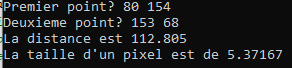 Premier point? 80 154
Deuxieme point? 153 68
La distance est 112.805
La taille d'un pixel est de 5.37167